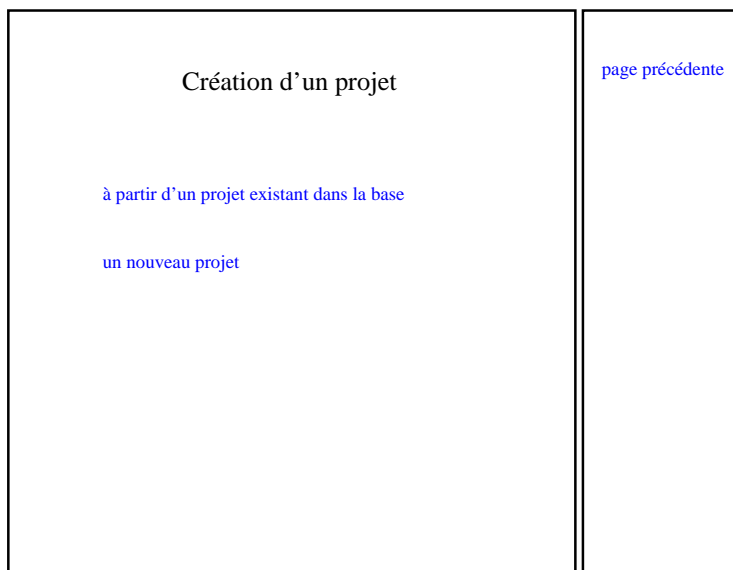 Création d’un projet
à partir d’un projet existant dans la base
un nouveau projet
page précédente